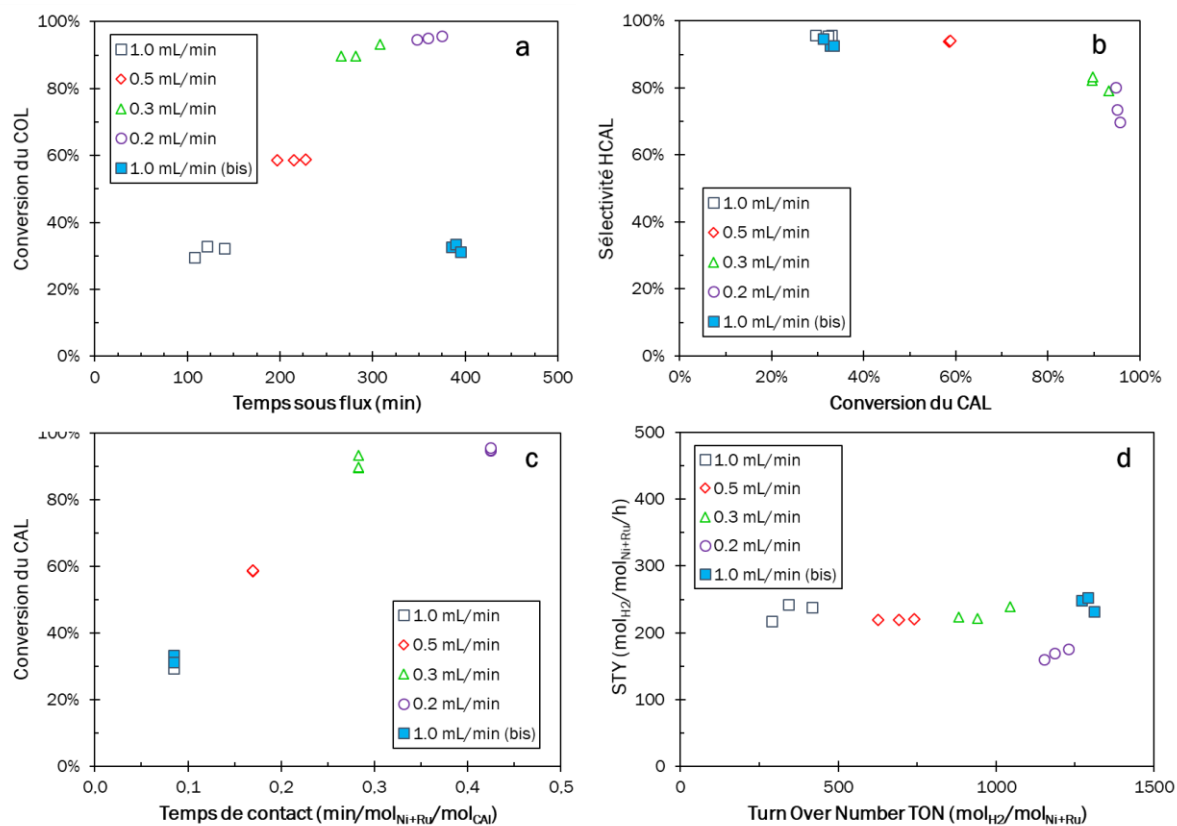 100%
80%
60%
40%
20%
0%
Conversion du COL
a
1.0 mL/min
0.5 mL/min
0.3 mL/min
0.2 mL/min
1.0 mL/min (bis)
0 100 200 300 400 500
Temps sous flux (min)
100%
80%
60%
40%
20%
0%
Sélectivité HCAL
b
1.0 mL/min
0.5 mL/min
0.3 mL/min
0.2 mL/min
1.0 mL/min (bis)
0% 20% 40% 60% 80% 100%
Conversion du CAL
100%
80%
60%
40%
20%
0%
Conversion du CAL
c
1.0 mL/min
0.5 mL/min
0.3 mL/min
0.2 mL/min
1.0 mL/min (bis)
0,0 0,1 0,2 0,3 0,4 0,5
Temps de contact (min/molNi+Ru/molCAl)
500
400
300
200
100
0
STY (molH2/molNi+Ru/h)
d
1.0 mL/min
0.5 mL/min
0.3 mL/min
0.2 mL/min
1.0 mL/min (bis)
0 500 1000 1500
Turn Over Number TON (molH2/molNi+Ru)